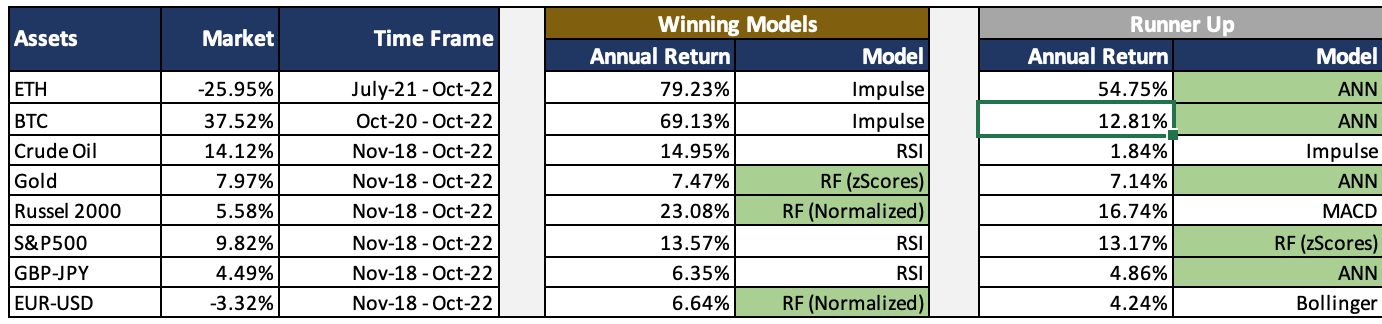 Winning Models Runner Up
Assets Market Time Frame Annual Return Model Annual Return Model
ETH -25.95% July-21 - Oct-22 79.23% Impulse 54.75% ANN
BTC 37.52% Oct-20 - Oct-22 69.13% Impulse 12.81% ANN
Crude Oil 14.12% Nov-18 - Oct-22 14.95% RSI 1.84% Impulse
Gold 7.97% Nov-18 - Oct-22 7.47% RF (zScores) 7.14% ANN
Russel 2000 5.58% Nov-18 - Oct-22 23.08% RF (Normalized) 16.74% MACD
S&P500 9.82% Nov-18 - Oct-22 13.57% RSI 13.17% RF (zScores)
GBP-JPY 4.49% Nov-18 - Oct-22 6.35% RSI 4.86% ANN
EUR-USD -3.32% Nov-18 - Oct-22 6.64% RF (Normalized) 4.24% Bollinger